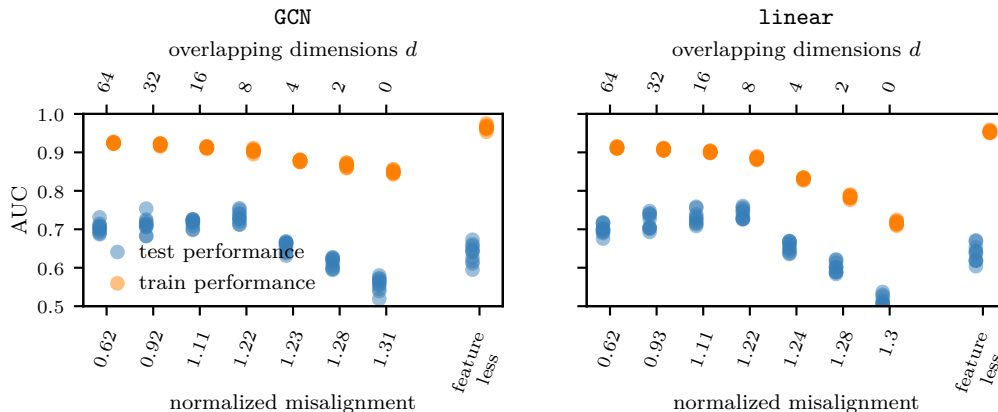 GCN
overlapping dimensions d
64 32 16 8 4 2 0
AUC
1.0
0.9
0.8
0.7
0.6
0.5
test performance
train performance
0.62 0.92 1.11 1.22 1.23 1.28 1.31 feature less
normalized misalignment
linear
overlapping dimensions d
64 32 16 8 4 2 0
0.62 0.93 1.11 1.22 1.24 1.28 1.3 feature less
normalized misalignment